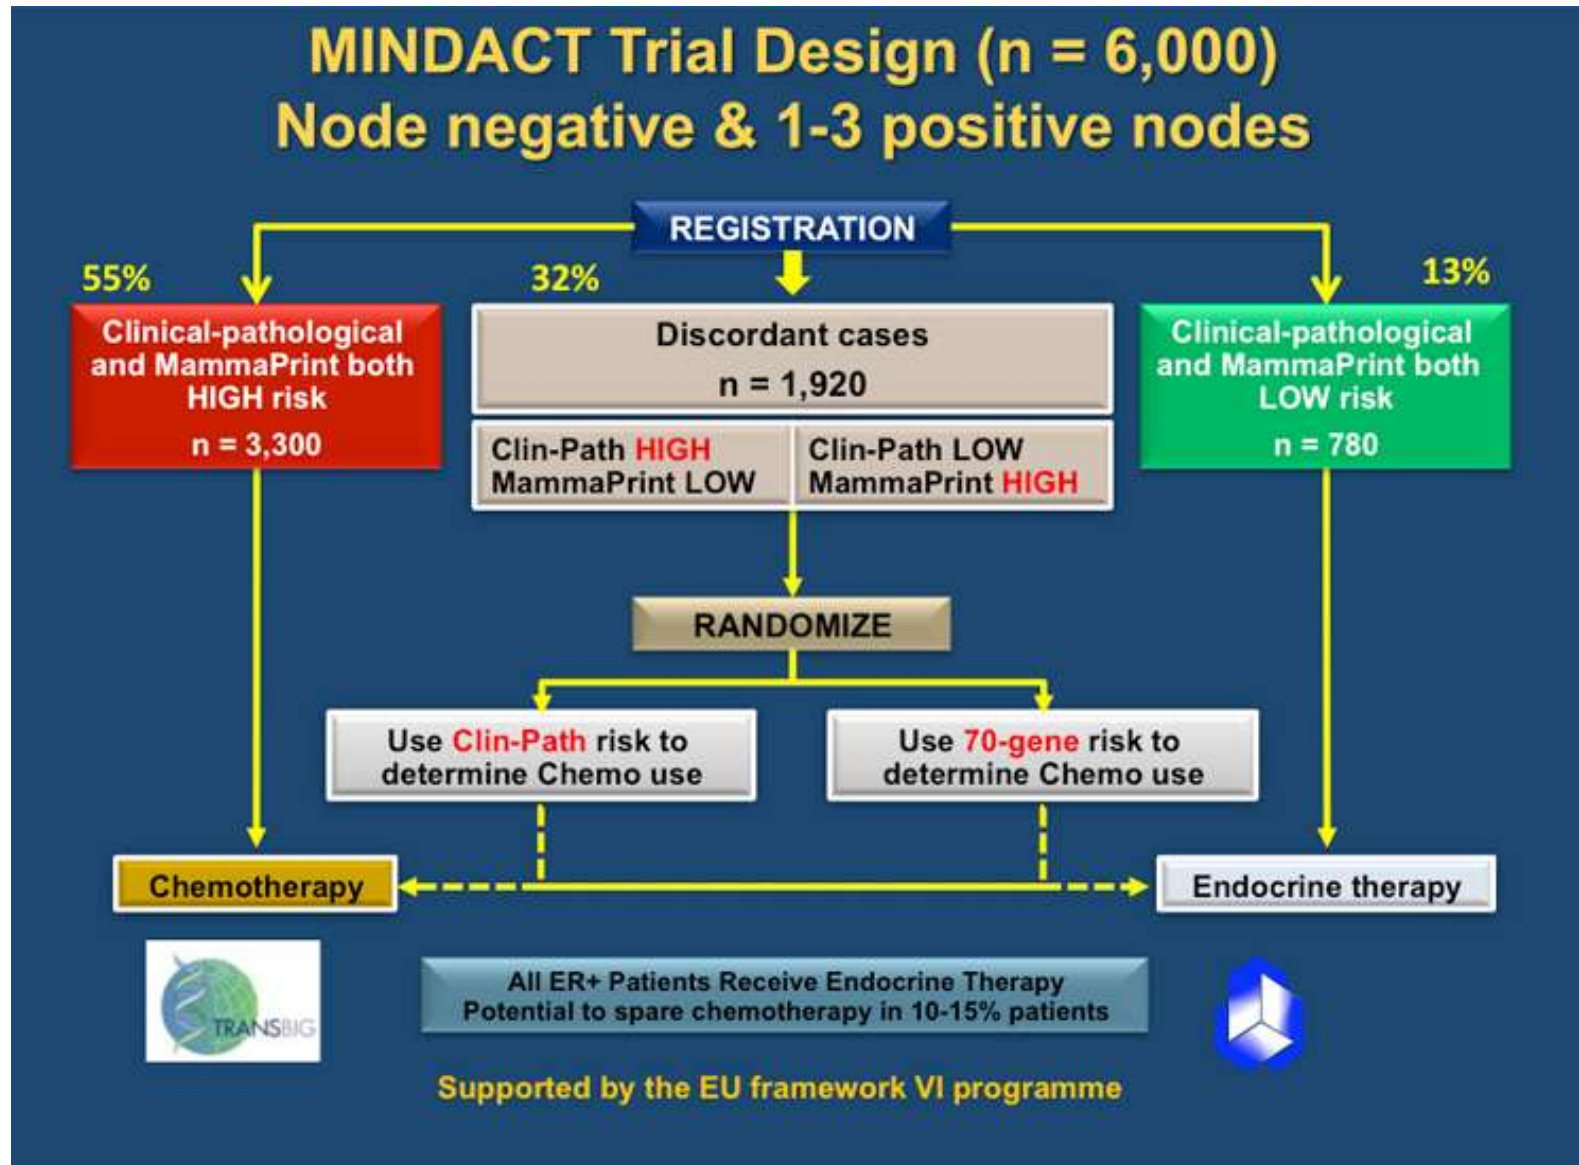 MINDACT Trial Design (n = 6,000)
Node negative & 1-3 positive nodes
REGISTRATION
55%
32%
13%
Clinical-pathological
and MammaPrint both
HIGH risk
n = 3,300
Discordant cases
n = 1,920
Clin-Path HIGH
MammaPrint LOW
Clin-Path LOW
MammaPrint HIGH
Clinical-pathological
and MammaPrint both
LOW risk
n = 780
RANDOMIZE
Use Clin-Path risk to
determine Chemo use
Use 70-gene risk to
determine Chemo use
Chemotherapy
Endocrine therapy
TRANSBIG
All ER+ Patients Receive Endocrine Therapy
Potential to spare chemotherapy in 10-15% patients
Supported by the EU framework VI programme